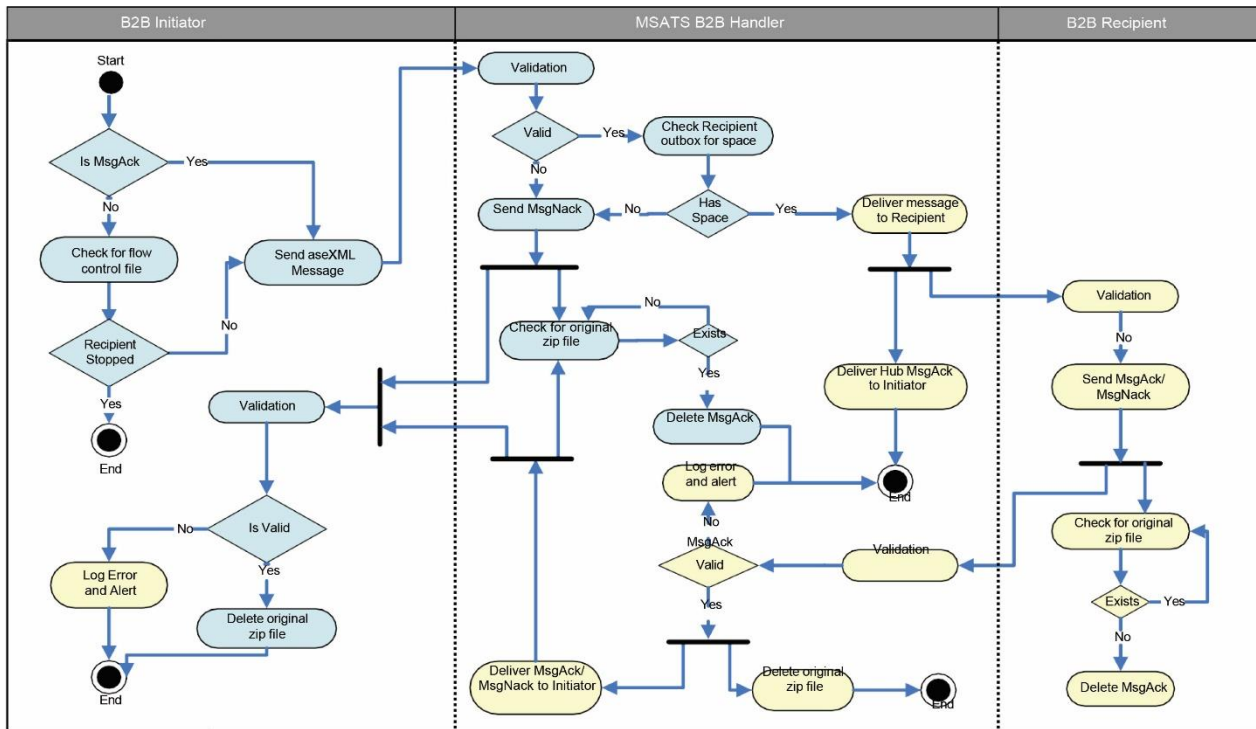 B2B Initiator
MSATS B2B Handler
B2B Recipient
Start
Is MsgAck
Yes
No
Check for flow
control file
Send aseXML
Message
No
Recipient
Stopped
Yes
End
Validation
Is Valid
No
Yes
Log Error
and Alert
Delete original
zip file
End
Validation
Valid
Yes
Check Recipient
outbox for space
No
Send MsgNack
No
Has
Space
Yes
Deliver message
to Recipient
No
Check for original
zip file
Exists
Yes
Deliver Hub MsgAck
to Initiator
Delete MsgAck
Log error
and alert
End
No
MsgAck
Valid
Validation
Yes
Deliver MsgAck/
MsgNack to Initiator
Delete original
zip file
End
Validation
No
Send MsgAck/
MsgNack
Check for original
zip file
Exists
Yes
No
Delete MsgAck